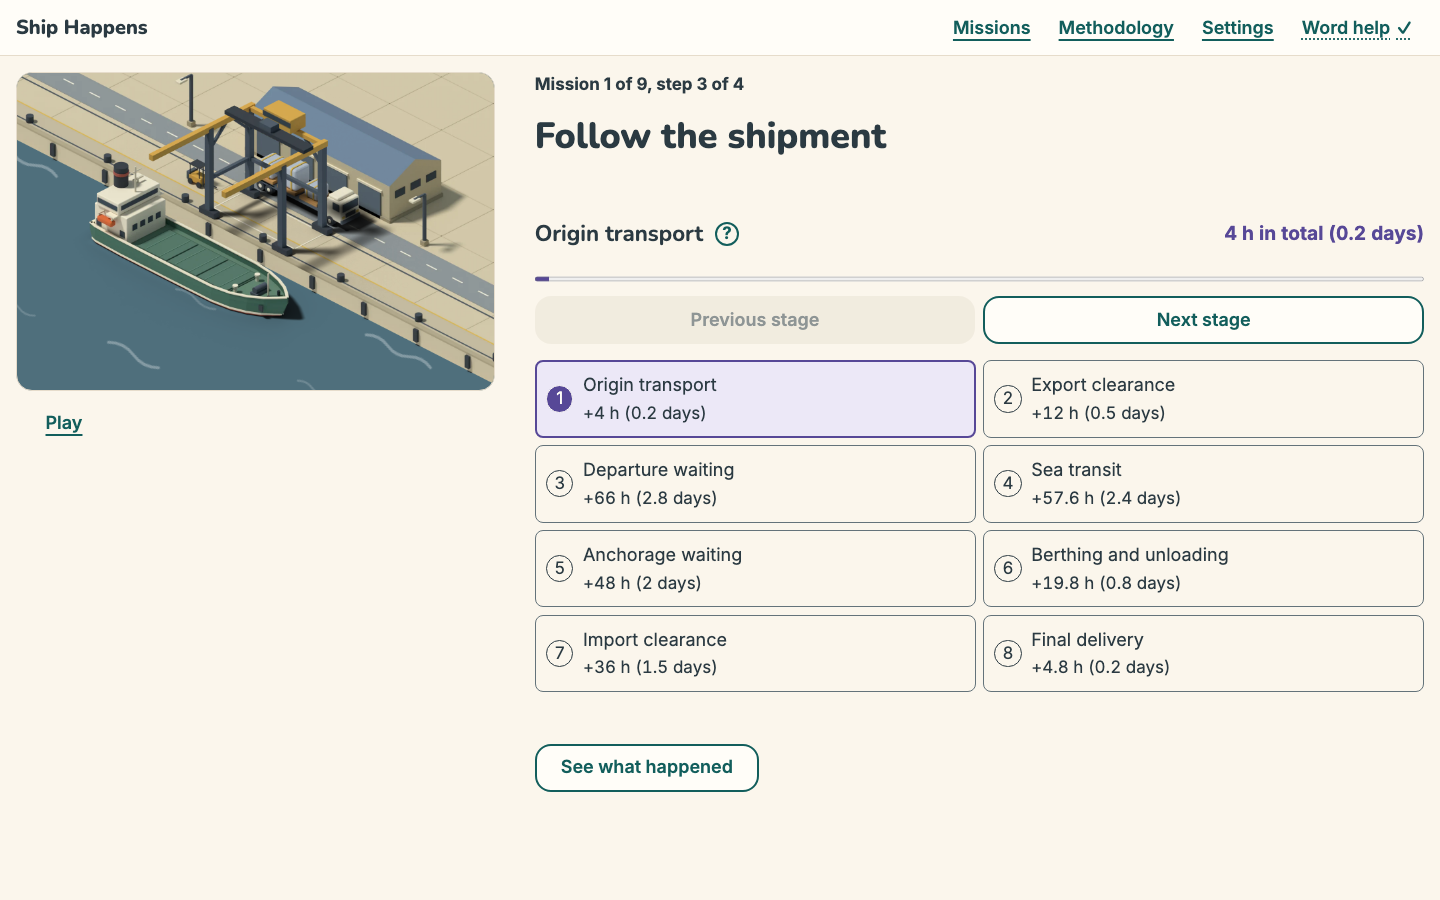 Ship Happens
Missions
Methodology
Settings
Word help ✓
Mission 1 of 9, step 3 of 4
Follow the shipment
Origin transport ?
4 h in total (0.2 days)
Previous stage
Next stage
1
Origin transport
+4 h (0.2 days)
2
Export clearance
+12 h (0.5 days)
3
Departure waiting
+66 h (2.8 days)
4
Sea transit
+57.6 h (2.4 days)
5
Anchorage waiting
+48 h (2 days)
6
Berthing and unloading
+19.8 h (0.8 days)
7
Import clearance
+36 h (1.5 days)
8
Final delivery
+4.8 h (0.2 days)
Play
See what happened